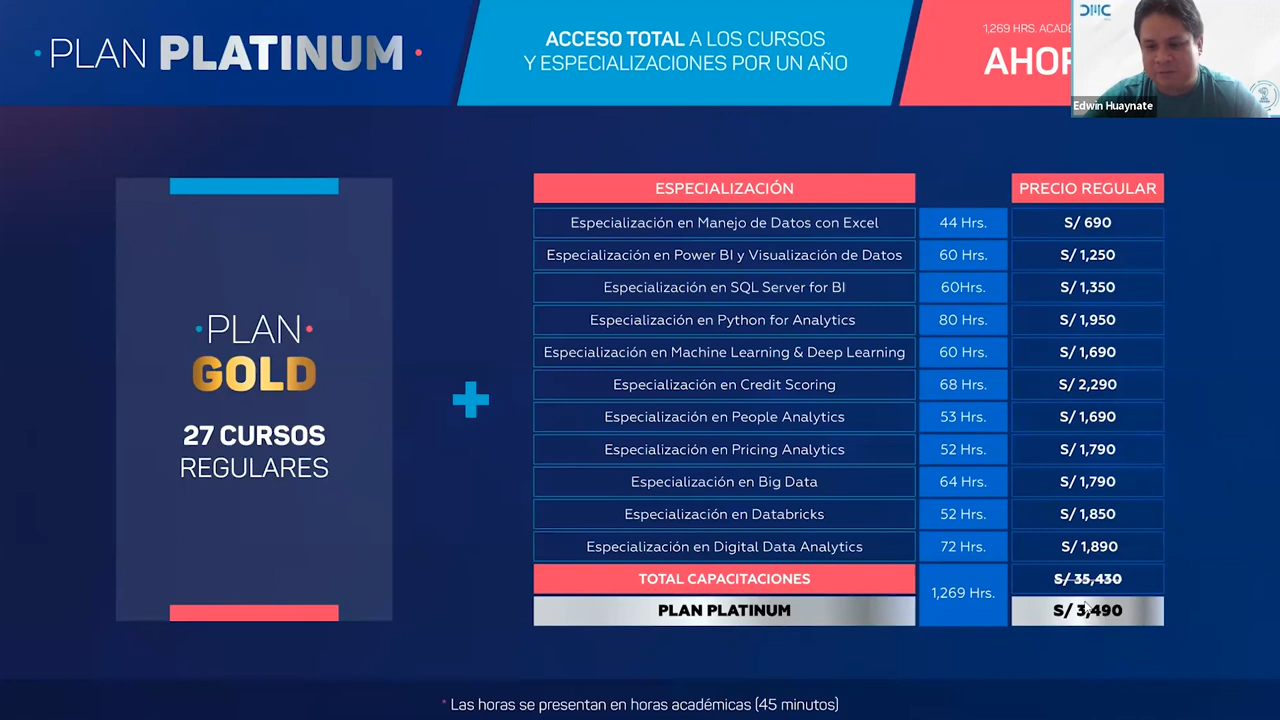 • PLAN PLATINUM •
ACCESO TOTAL A LOS CURSOS
Y ESPECIALIZACIONES POR UN AÑO
1,269 HRS.
DMC
Edwin Huaynate
•PLAN•
GOLD
27 CURSOS
REGULARES
+
ESPECIALIZACIÓN PRECIO REGULAR
Especialización en Manejo de Datos con Excel 44 Hrs. S/ 690
Especialización en Power BI y Visualización de Datos 60 Hrs. S/ 1,250
Especialización en SQL Server for BI 60Hrs. S/ 1,350
Especialización en Python for Analytics 80 Hrs. S/ 1,950
Especialización en Machine Learning & Deep Learning 60 Hrs. S/ 1,690
Especialización en Credit Scoring 68 Hrs. S/ 2,290
Especialización en People Analytics 53 Hrs. S/ 1,690
Especialización en Pricing Analytics 52 Hrs. S/ 1,790
Especialización en Big Data 64 Hrs. S/ 1,790
Especialización en Databricks 52 Hrs. S/ 1,850
Especialización en Digital Data Analytics 72 Hrs. S/ 1,890
TOTAL CAPACITACIONES S/ 35,430
1,269 Hrs.
PLAN PLATINUM S/ 3,490
* Las horas se presentan en horas académicas (45 minutos)